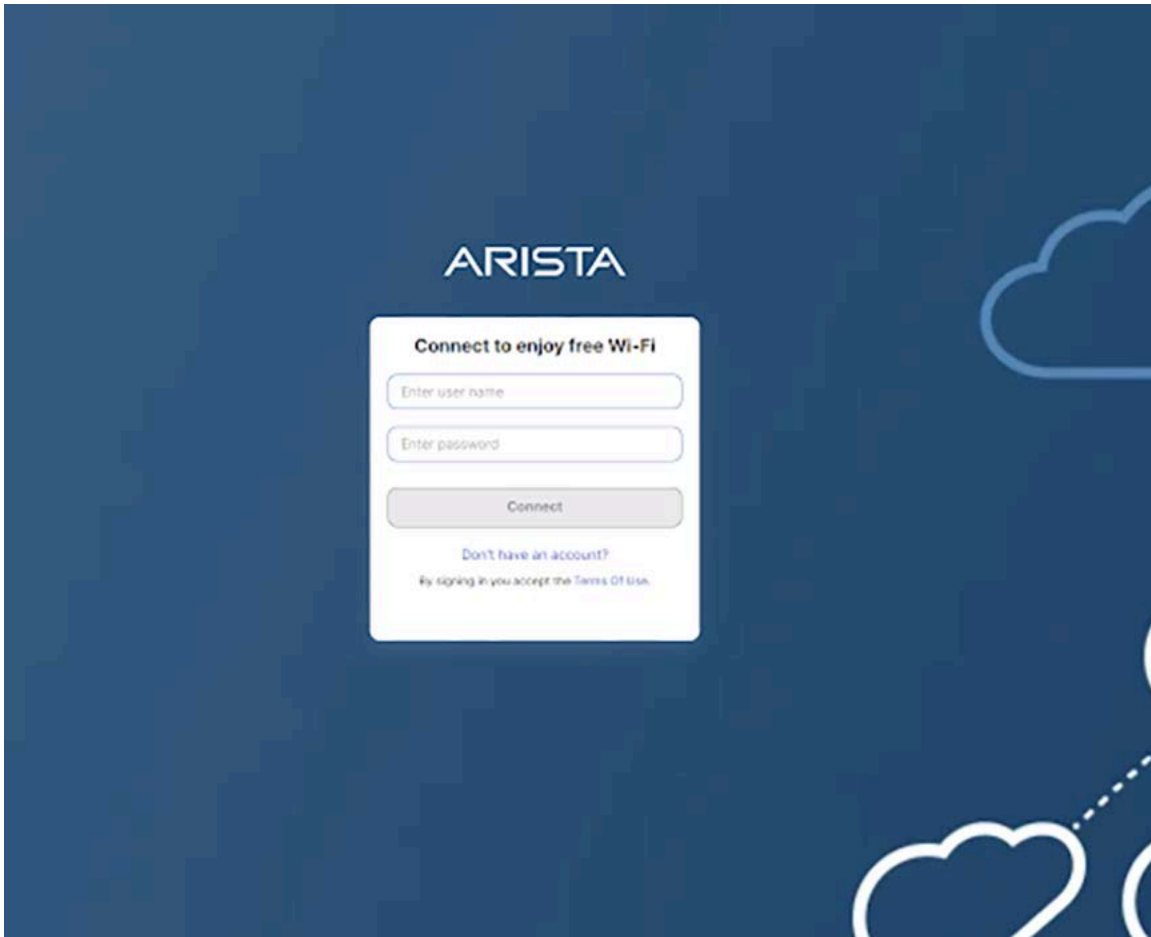 ARISTA
Connect to enjoy free Wi-Fi
Enter user name
Enter password
Connect
Don't have an account?
By signing in you accept the Terms Of Use.